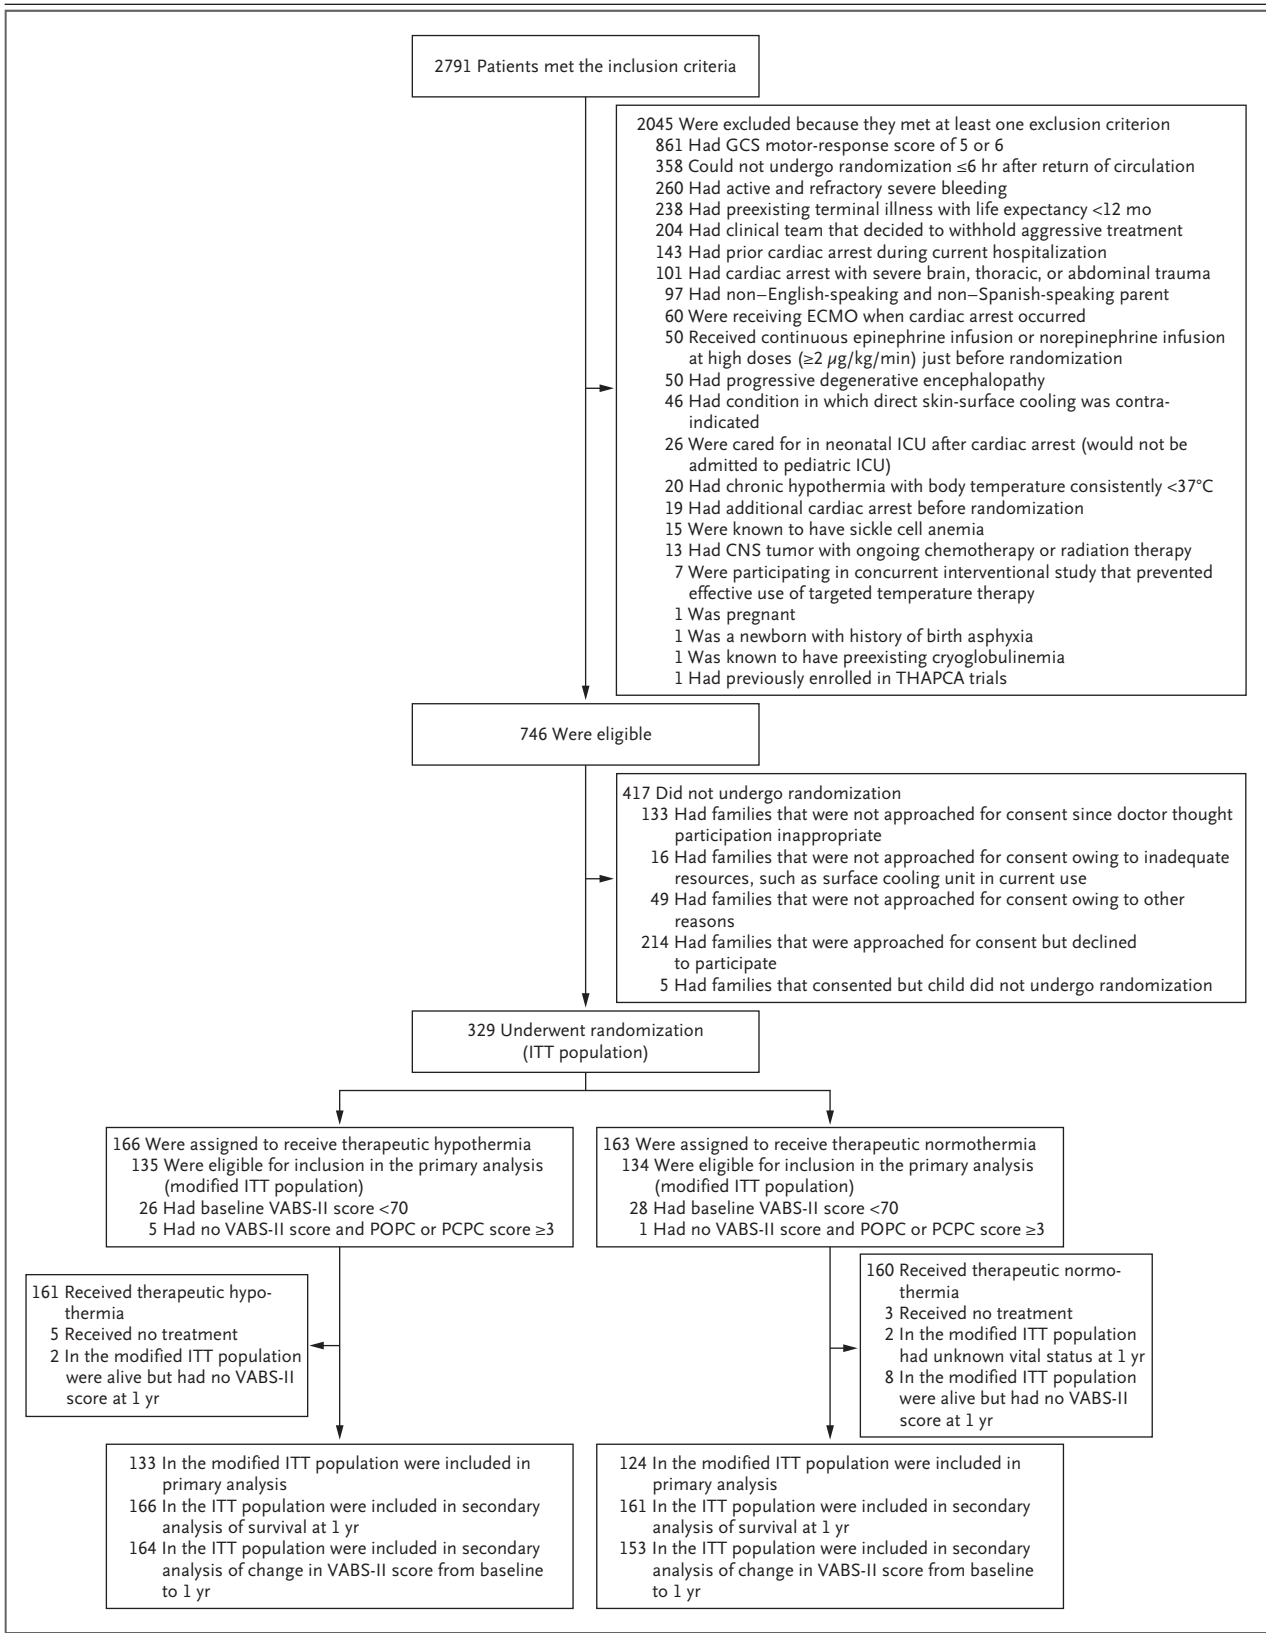 2791 Patients met the inclusion criteria
2045 Were excluded because they met at least one exclusion criterion
861 Had GCS motor-response score of 5 or 6
358 Could not undergo randomization ≤6 hr after return of circulation
260 Had active and refractory severe bleeding
238 Had preexisting terminal illness with life expectancy <12 mo
204 Had clinical team that decided to withhold aggressive treatment
143 Had prior cardiac arrest during current hospitalization
101 Had cardiac arrest with severe brain, thoracic, or abdominal trauma
97 Had non–English-speaking and non–Spanish-speaking parent
60 Were receiving ECMO when cardiac arrest occurred
50 Received continuous epinephrine infusion or norepinephrine infusion
at high doses (≥2 µg/kg/min) just before randomization
50 Had progressive degenerative encephalopathy
46 Had condition in which direct skin-surface cooling was contra-
indicated
26 Were cared for in neonatal ICU after cardiac arrest (would not be
admitted to pediatric ICU)
20 Had chronic hypothermia with body temperature consistently <37°C
19 Had additional cardiac arrest before randomization
15 Were known to have sickle cell anemia
13 Had CNS tumor with ongoing chemotherapy or radiation therapy
7 Were participating in concurrent interventional study that prevented
effective use of targeted temperature therapy
1 Was pregnant
1 Was a newborn with history of birth asphyxia
1 Was known to have preexisting cryoglobulinemia
1 Had previously enrolled in THAPCA trials
746 Were eligible
417 Did not undergo randomization
133 Had families that were not approached for consent since doctor thought
participation inappropriate
16 Had families that were not approached for consent owing to inadequate
resources, such as surface cooling unit in current use
49 Had families that were not approached for consent owing to other
reasons
214 Had families that were approached for consent but declined
to participate
5 Had families that consented but child did not undergo randomization
329 Underwent randomization
(ITT population)
166 Were assigned to receive therapeutic hypothermia
135 Were eligible for inclusion in the primary analysis
(modified ITT population)
26 Had baseline VABS-II score <70
5 Had no VABS-II score and POPC or PCPC score ≥3
163 Were assigned to receive therapeutic normothermia
134 Were eligible for inclusion in the primary analysis
(modified ITT population)
28 Had baseline VABS-II score <70
1 Had no VABS-II score and POPC or PCPC score ≥3
161 Received therapeutic hypo-
thermia
5 Received no treatment
2 In the modified ITT population
were alive but had no VABS-II
score at 1 yr
160 Received therapeutic normo-
thermia
3 Received no treatment
2 In the modified ITT population
had unknown vital status at 1 yr
8 In the modified ITT population
were alive but had no VABS-II
score at 1 yr
133 In the modified ITT population were included in
primary analysis
166 In the ITT population were included in secondary
analysis of survival at 1 yr
164 In the ITT population were included in secondary
analysis of change in VABS-II score from baseline
to 1 yr
124 In the modified ITT population were included in
primary analysis
161 In the ITT population were included in secondary
analysis of survival at 1 yr
153 In the ITT population were included in secondary
analysis of change in VABS-II score from baseline
to 1 yr